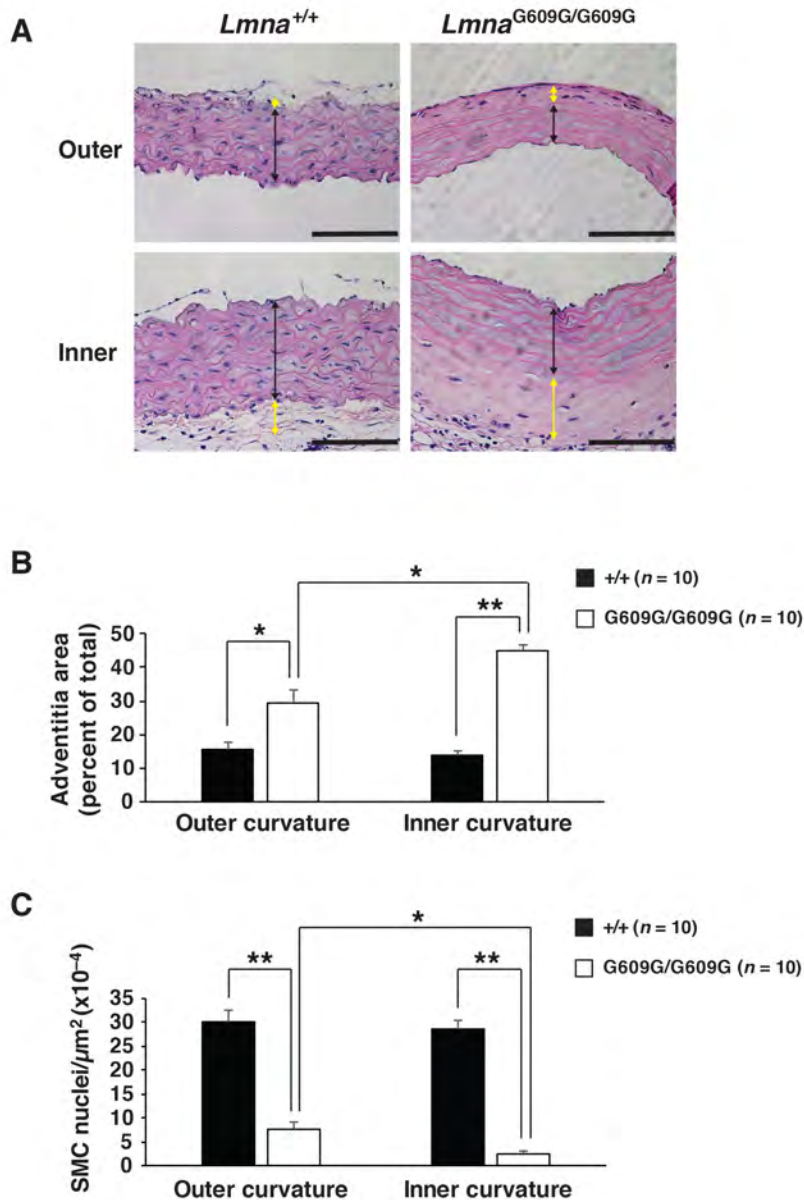 A
Lmna+/+
LmnaG609G/G609G
Outer
Inner
B
*
+/+ (n = 10)
G609G/G609G (n = 10)
*
**
Adventitia area
(percent of total)
50
40
30
20
10
0
Outer curvature
Inner curvature
C
*
+/+ (n = 10)
G609G/G609G (n = 10)
**
**
SMC nuclei/μm² (x10⁻⁴)
35
30
25
20
15
10
5
0
Outer curvature
Inner curvature